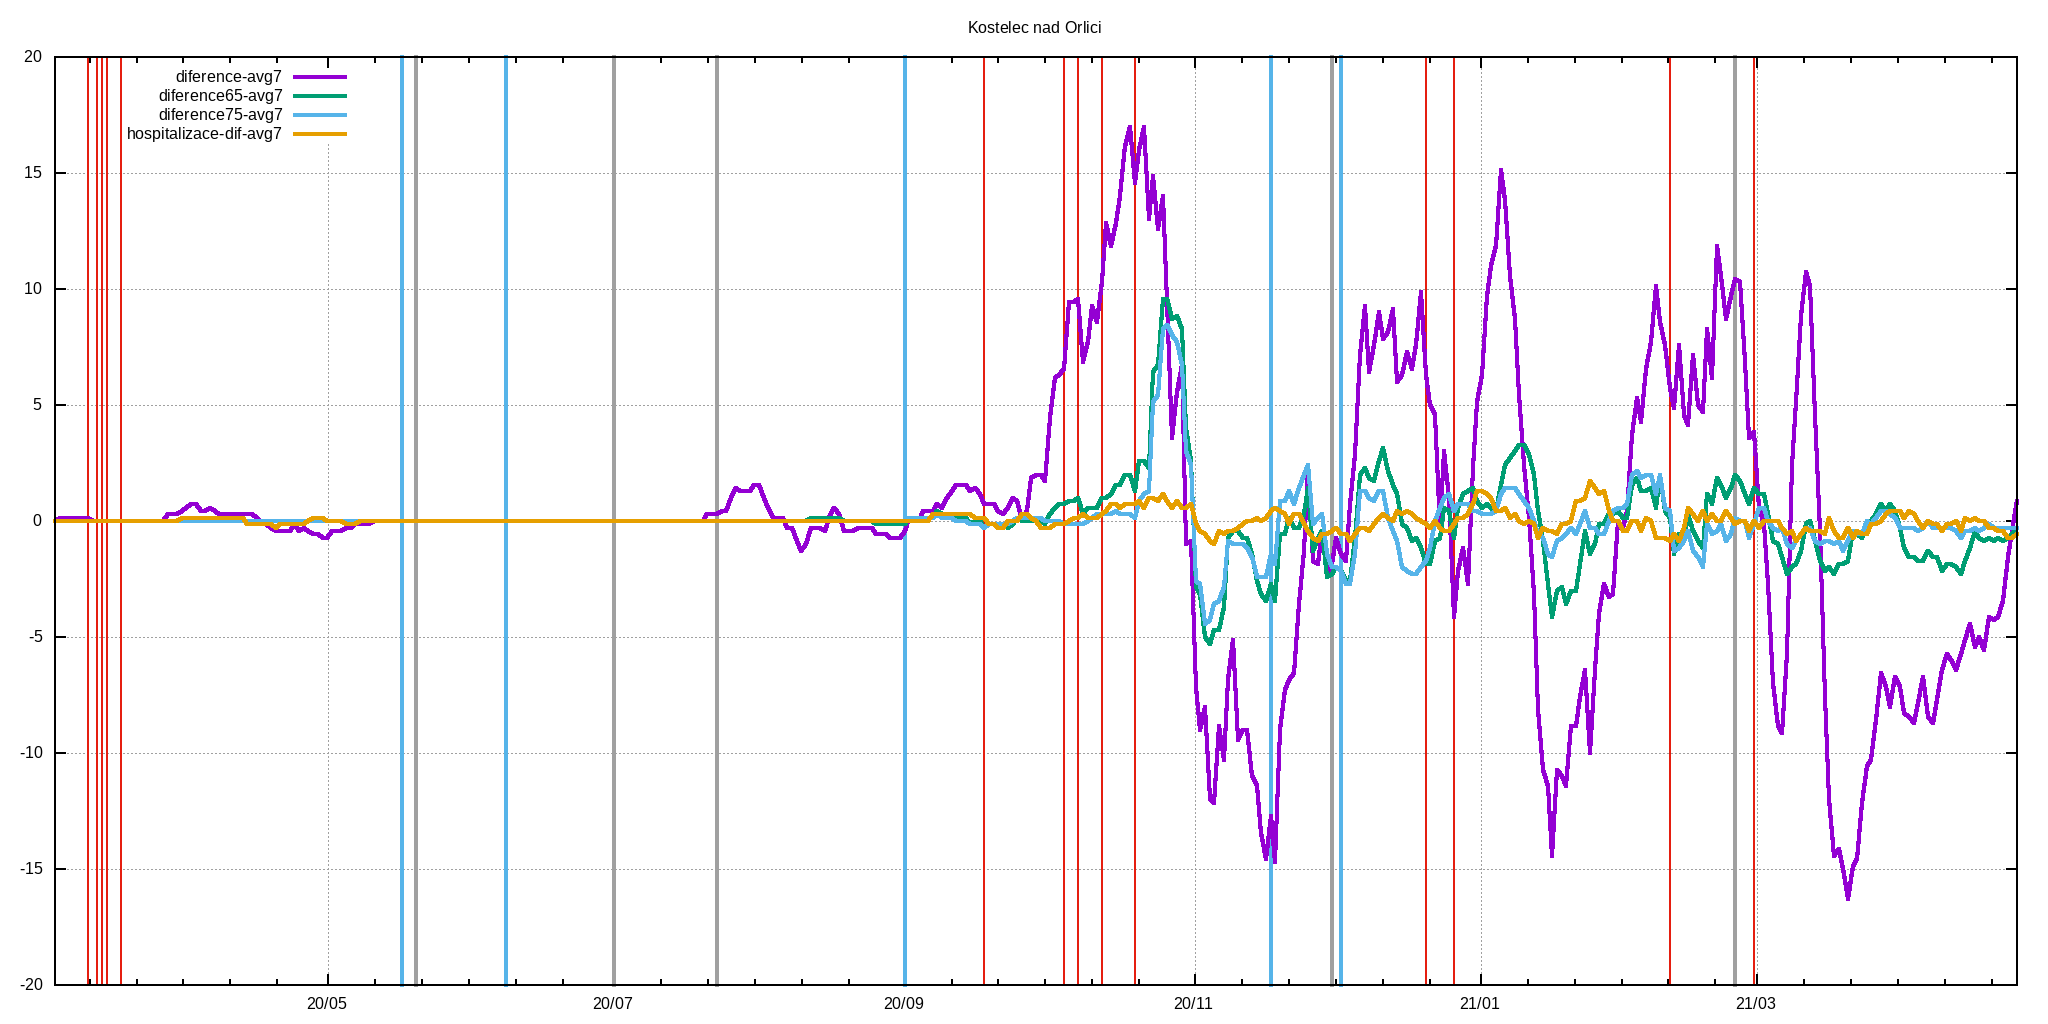 Kostelec nad Orlici
20
diference-avg7
diference65-avg7
diference75-avg7
hospitalizace-dif-avg7
15
10
5
0
-5
-10
-15
-20
20/05 20/07 20/09 20/11 21/01 21/03